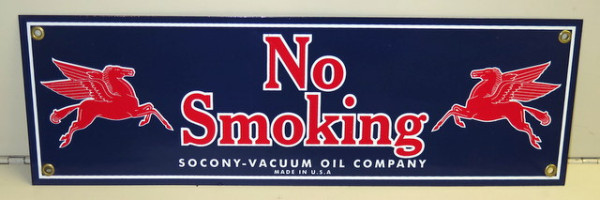 No
Smoking
SOCONY-VACUUM OIL COMPANY
MADE IN U.S.A